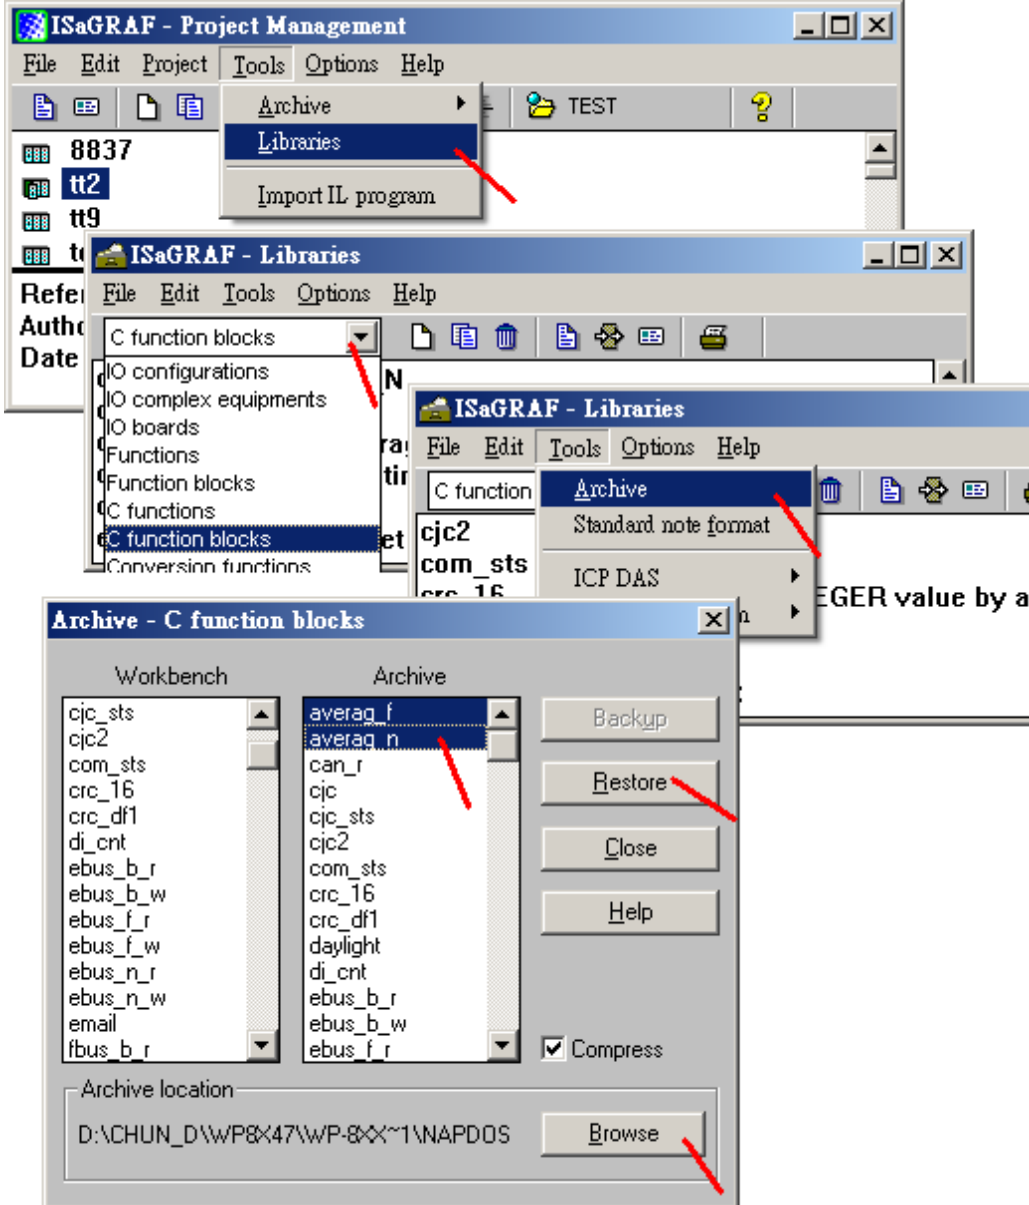 ISaGRAF - Project Management
File Edit Project Tools Options Help
TEST
Archive
Libraries
Import IL program
8837
tt2
tt9
ISaGRAF - Libraries
File Edit Tools Options Help
C function blocks
IO configurations
IO complex equipments
IO boards
Functions
Function blocks
C functions
C function blocks
Conversion functions
Date
ISaGRAF - Libraries
File Edit Tools Options Help
C function
Archive
Standard note format
ICP DAS
cjc2
com_sts
crc_16
EGER value by a
Archive - C function blocks
Workbench
cjc_sts
cjc2
com_sts
crc_16
crc_df1
di_cnt
ebus_b_r
ebus_b_w
ebus_f_r
ebus_f_w
ebus_n_r
ebus_n_w
email
fbus_b_r
Archive
averag_f
averag_n
can_r
cjc
cjc_sts
cjc2
com_sts
crc_16
crc_df1
daylight
di_cnt
ebus_b_r
ebus_b_w
ebus_f_r
Backup
Restore
Close
Help
Compress
Archive location
D:\CHUN_D\WP8X47\WP-8XX~1\NAPDOS
Browse